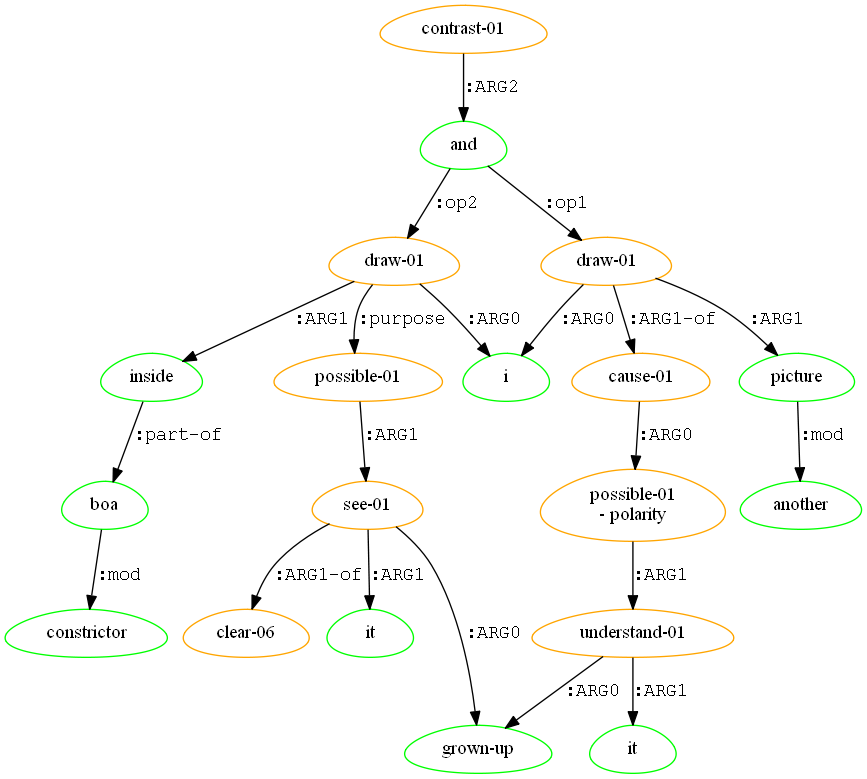 contrast-01
:ARG2
and
:op2 :op1
draw-01 draw-01
:ARG1 :purpose :ARG0 :ARG0 :ARG1-of :ARG1
inside possible-01 i cause-01 picture
:part-of :ARG1 :ARG0 :mod
boa see-01 possible-01 another
- polarity
:mod :ARG1-of :ARG1 :ARG0 :ARG1
constrictor clear-06 it understand-01
:ARG0 :ARG1
grown-up it